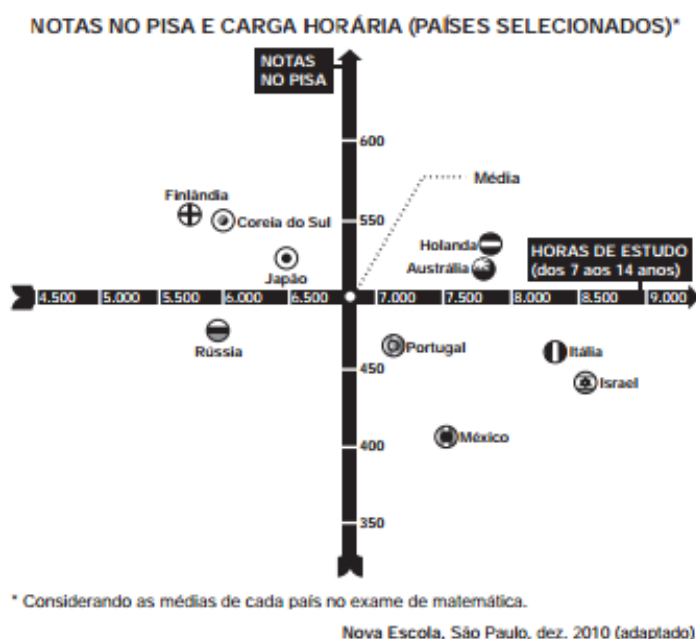 NOTAS NO PISA E CARGA HORÁRIA (PAÍSES SELECIONADOS)*
NOTAS
NO PISA
600
Média
Finlândia
550
Coreia do Sul
Holanda
HORAS DE ESTUDO
(dos 7 aos 14 anos)
Austrália
Japão
4.500 5.000 5.500 6.000 6.500 7.000 7.500 8.000 8.500 9.000
Rússia
Portugal
Itália
450
Israel
México
400
350
* Considerando as médias de cada país no exame de matemática.
Nova Escola, São Paulo, dez. 2010 (adaptado)